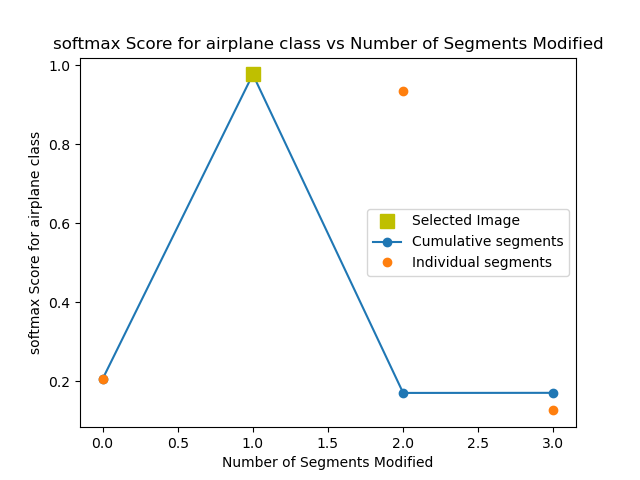 softmax Score for airplane class vs Number of Segments Modified
1.0
0.8
0.6
0.4
0.2
softmax Score for airplane class
Selected Image
Cumulative segments
Individual segments
0.0 0.5 1.0 1.5 2.0 2.5 3.0
Number of Segments Modified